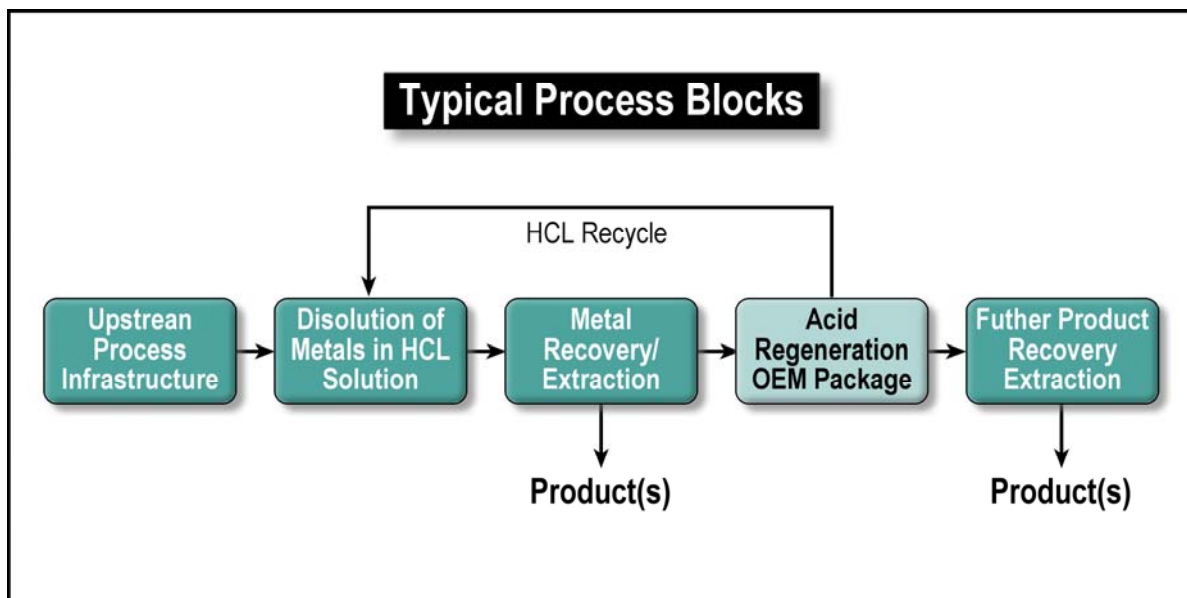 Typical Process Blocks
HCL Recycle
Upstrean
Process
Infrastructure
Disolution of
Metals in HCL
Solution
Metal
Recovery/
Extraction
Acid
Regeneration
OEM Package
Futher Product
Recovery
Extraction
Product(s)
Product(s)